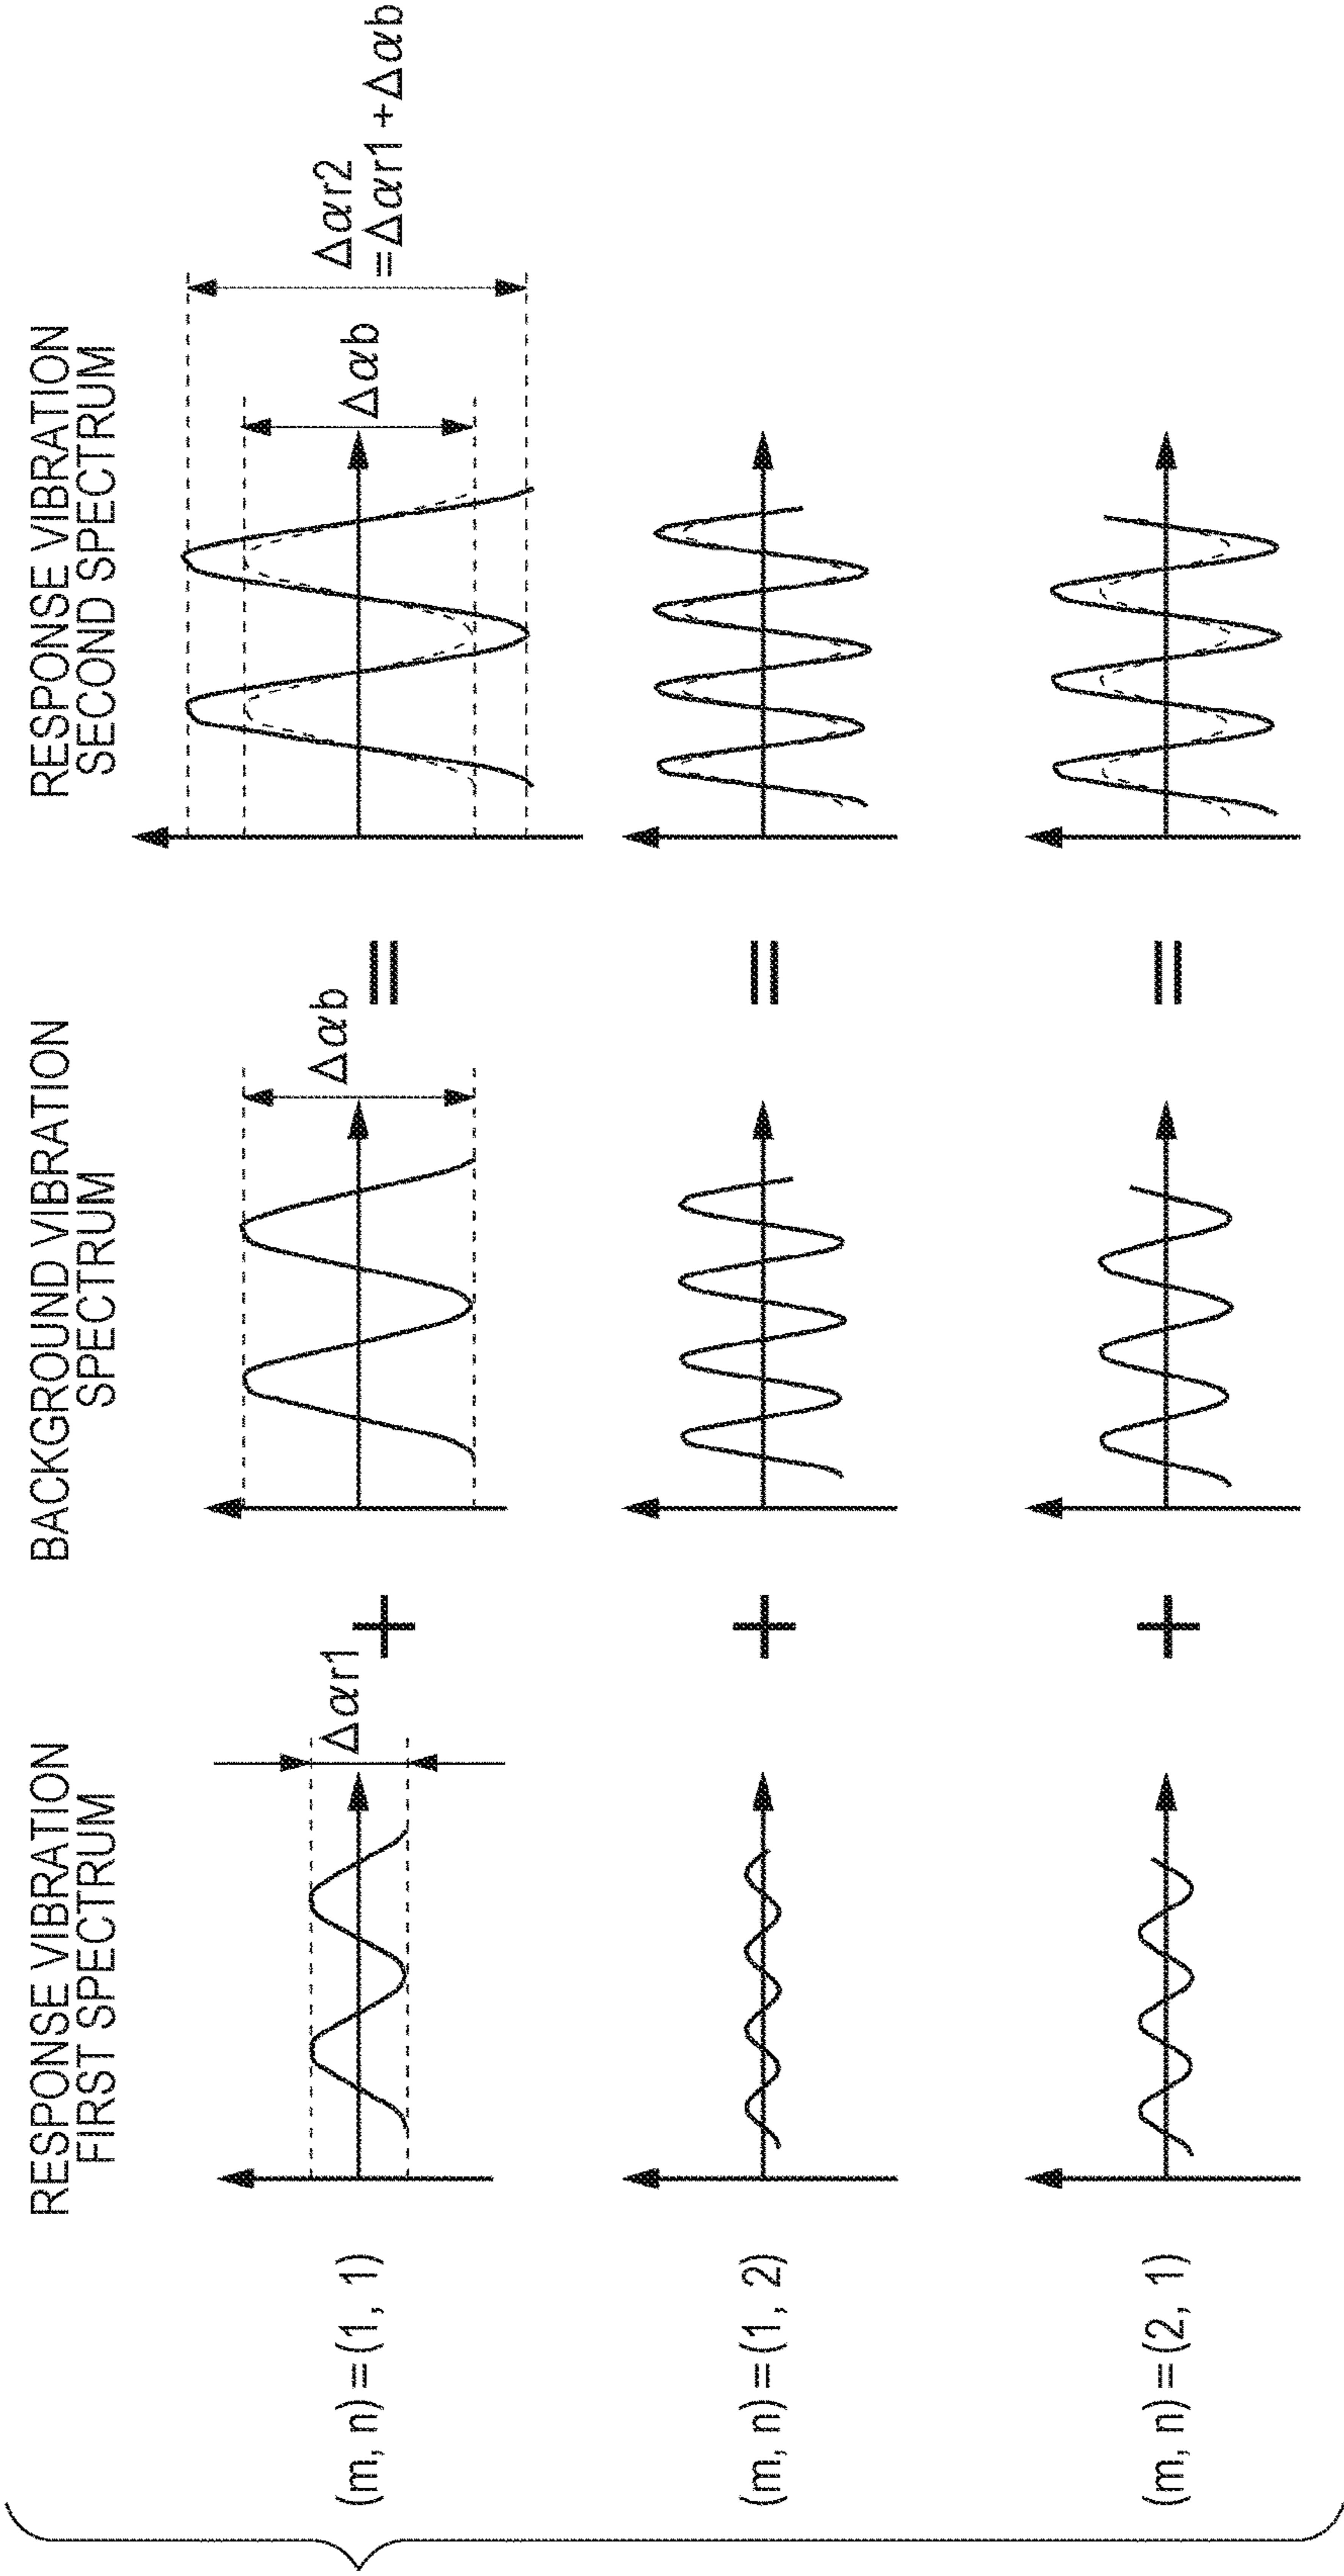 RESPONSE VIBRATION
FIRST SPECTRUM
BACKGROUND VIBRATION
SPECTRUM
RESPONSE VIBRATION
SECOND SPECTRUM
(m, n) = (1, 1)
Δαr1
+
Δαb
=
Δαb
Δαr2
=Δαr1 +Δαb
(m, n) = (1, 2)
+
=
(m, n) = (2, 1)
+
=